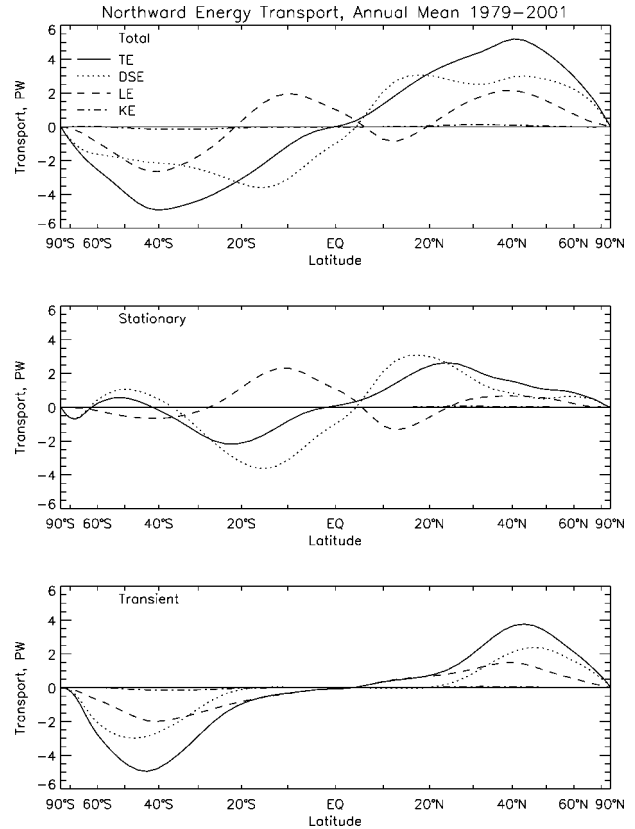 Northward Energy Transport, Annual Mean 1979–2001
Total
TE
DSE
LE
KE
Transport, PW
6
4
2
0
−2
−4
6
90°S 60°S 40°S 20°S EQ 20°N 40°N 60°N 90°N
Latitude
Stationary
Transport, PW
6
4
2
0
−2
−4
6
90°S 60°S 40°S 20°S EQ 20°N 40°N 60°N 90°N
Latitude
Transient
Transport, PW
6
4
2
0
−2
−4
6
90°S 60°S 40°S 20°S EQ 20°N 40°N 60°N 90°N
Latitude